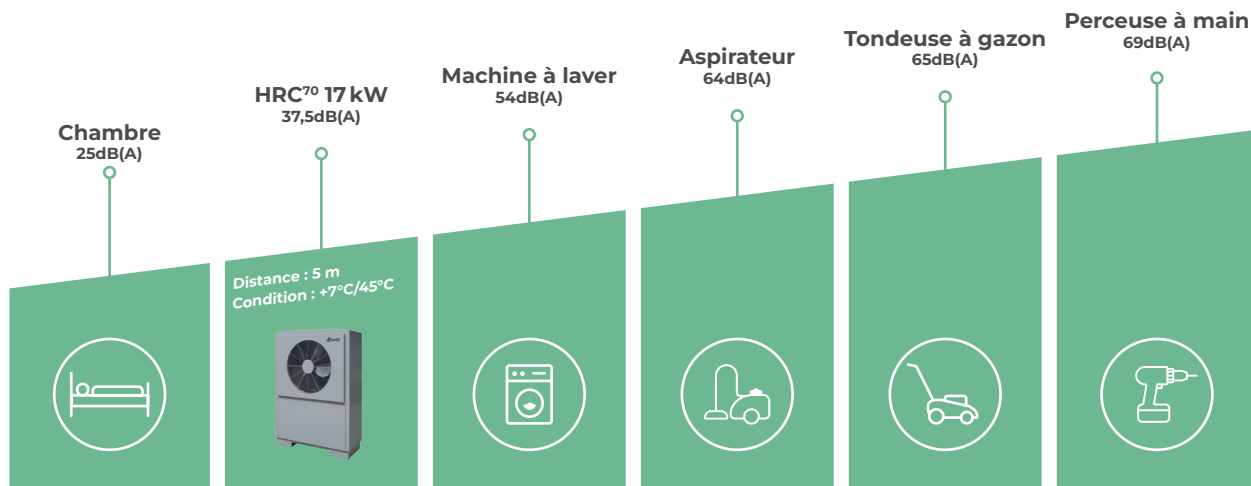 Chambre
25dB(A)
HRC⁷⁰ 17 kW
37,5dB(A)
Machine à laver
54dB(A)
Aspirateur
64dB(A)
Tondeuse à gazon
65dB(A)
Perceuse à main
69dB(A)
Distance : 5 m
Condition : +7°C/45°C